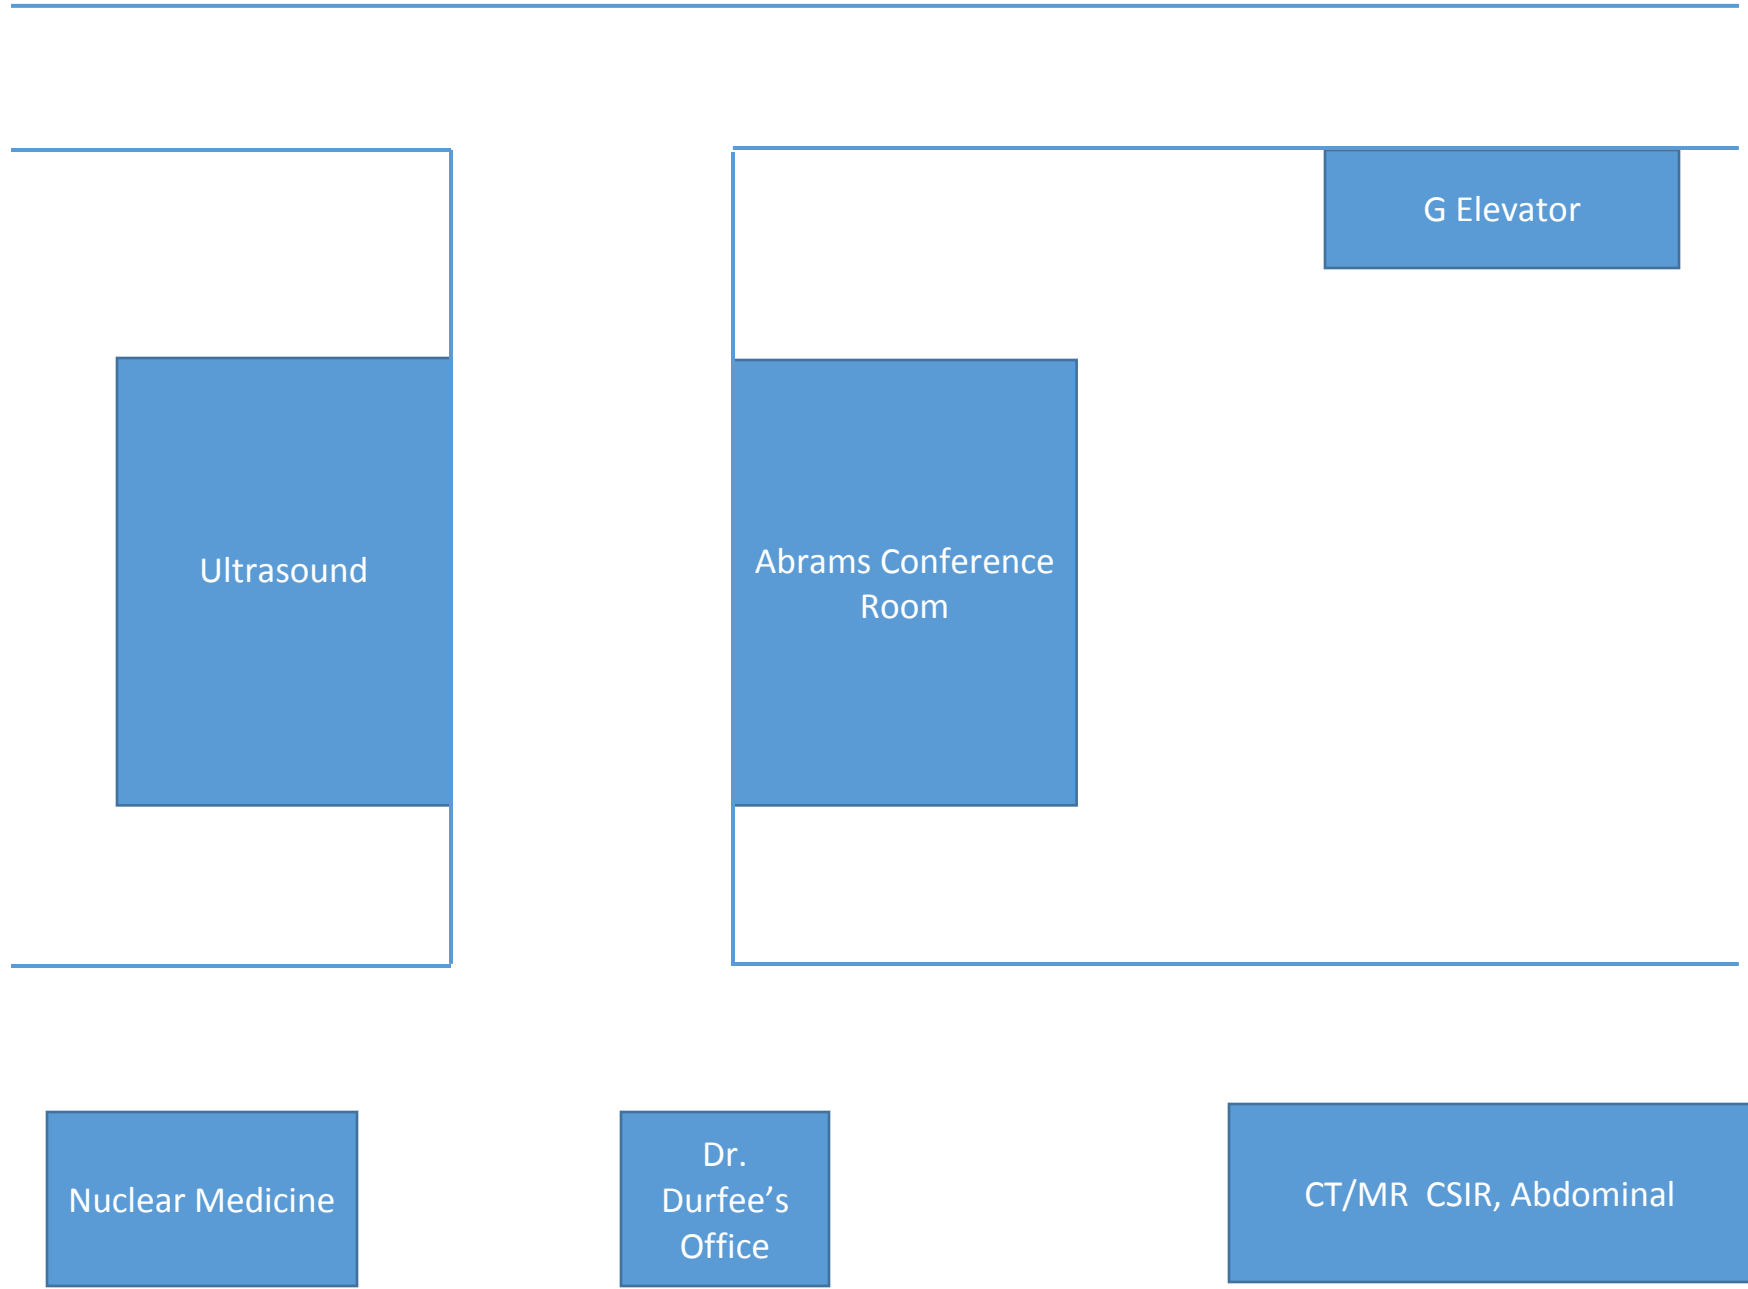 G Elevator
Ultrasound
Abrams Conference
Room
Nuclear Medicine
Dr.
Durfee’s
Office
CT/MR  CSIR, Abdominal